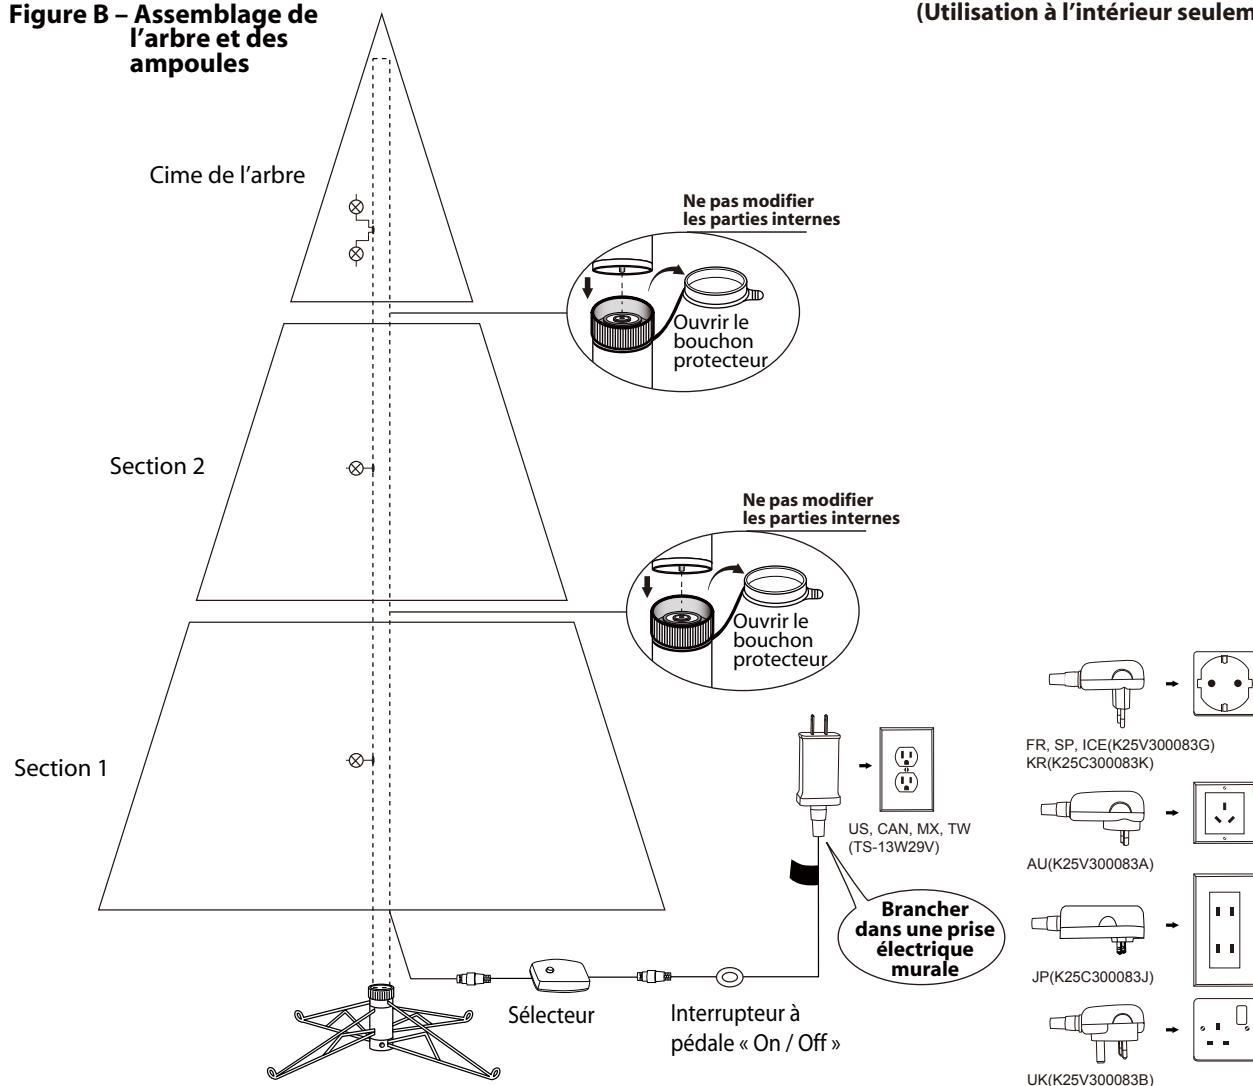 Figure B – Assemblage de
l'arbre et des
ampoules
(Utilisation à l'intérieur seulem
Cime de l'arbre
Ne pas modifier
les parties internes
Ouvrir le
bouchon
protecteur
Section 2
Ne pas modifier
les parties internes
Ouvrir le
bouchon
protecteur
Section 1
US, CAN, MX, TW
(TS-13W29V)
Brancher
dans une prise
électrique
murale
Sélecteur
Interrupteur à
pédale « On / Off »
FR, SP, ICE(K25V300083G)
KR(K25C300083K)
AU(K25V300083A)
JP(K25C300083J)
UK(K25V300083B)